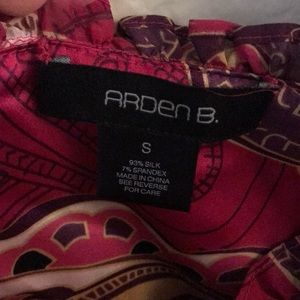 ARDEN B.
S
93% SILK
7% SPANDEX
MADE IN CHINA
SEE REVERSE
FOR CARE